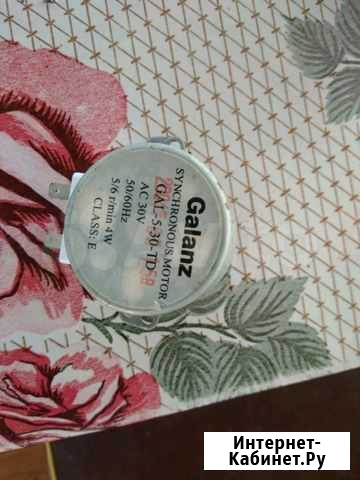 Galanz
SYNCHRONOUS MOTOR
GAL-5-30-TD
AC 30V
50/60Hz
5/6 r/min 4W
CLASS: E
Интернет-
Кабинет.Ру